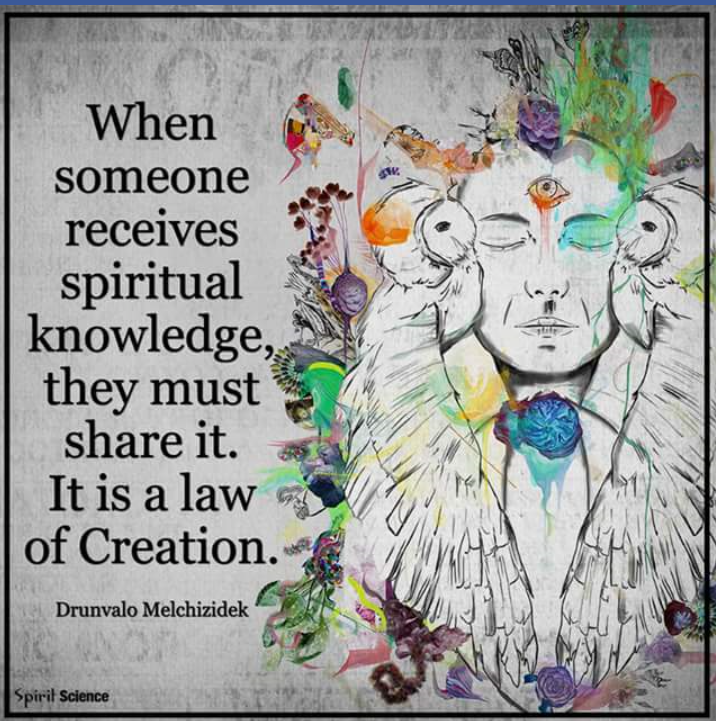 When
someone
receives
spiritual
knowledge,
they must
share it.
It is a law
of Creation.
Drunvalo Melchizidek
Spirit Science